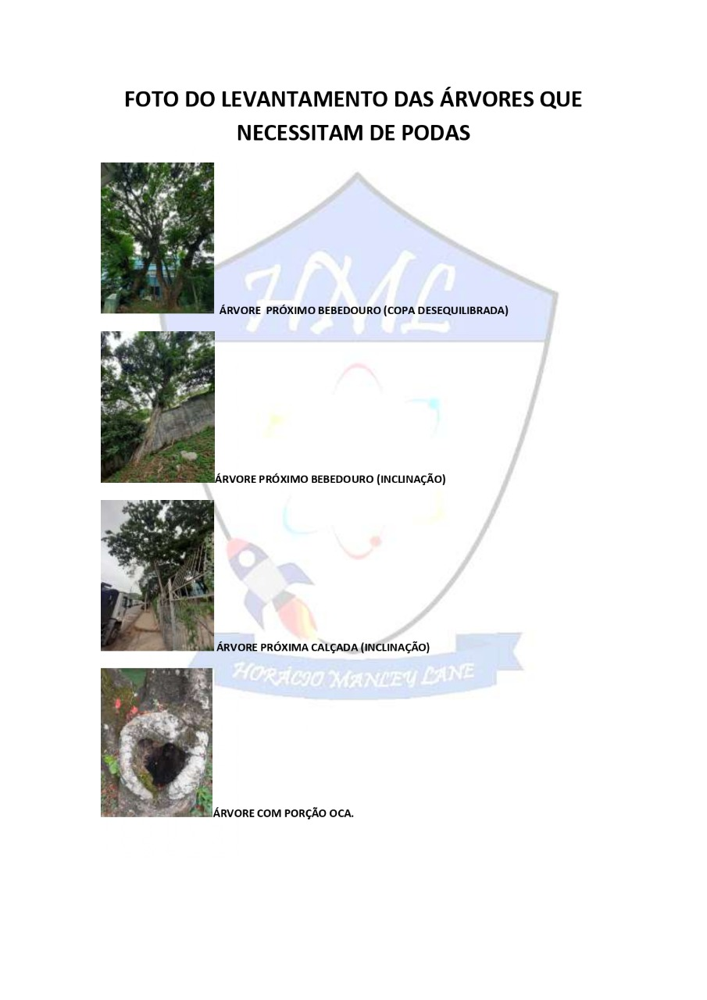 FOTO DO LEVANTAMENTO DAS ÁRVORES QUE
NECESSITAM DE PODAS
HML
ÁRVORE PRÓXIMO BEBEDOURO (COPA DESEQUILIBRADA)
ÁRVORE PRÓXIMO BEBEDOURO (INCLINAÇÃO)
ÁRVORE PRÓXIMA CALÇADA (INCLINAÇÃO)
HORÁCIO MANLEY LANE
ÁRVORE COM PORÇÃO OCA.